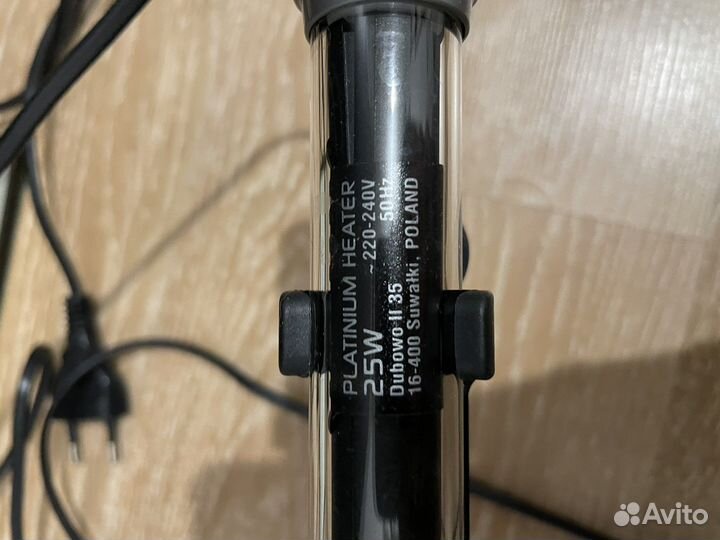 PLATINIUM HEATER
25W ~ 220-240V
50Hz
Dubowo II 35
16-400 Suwałki, POLAND
Avito